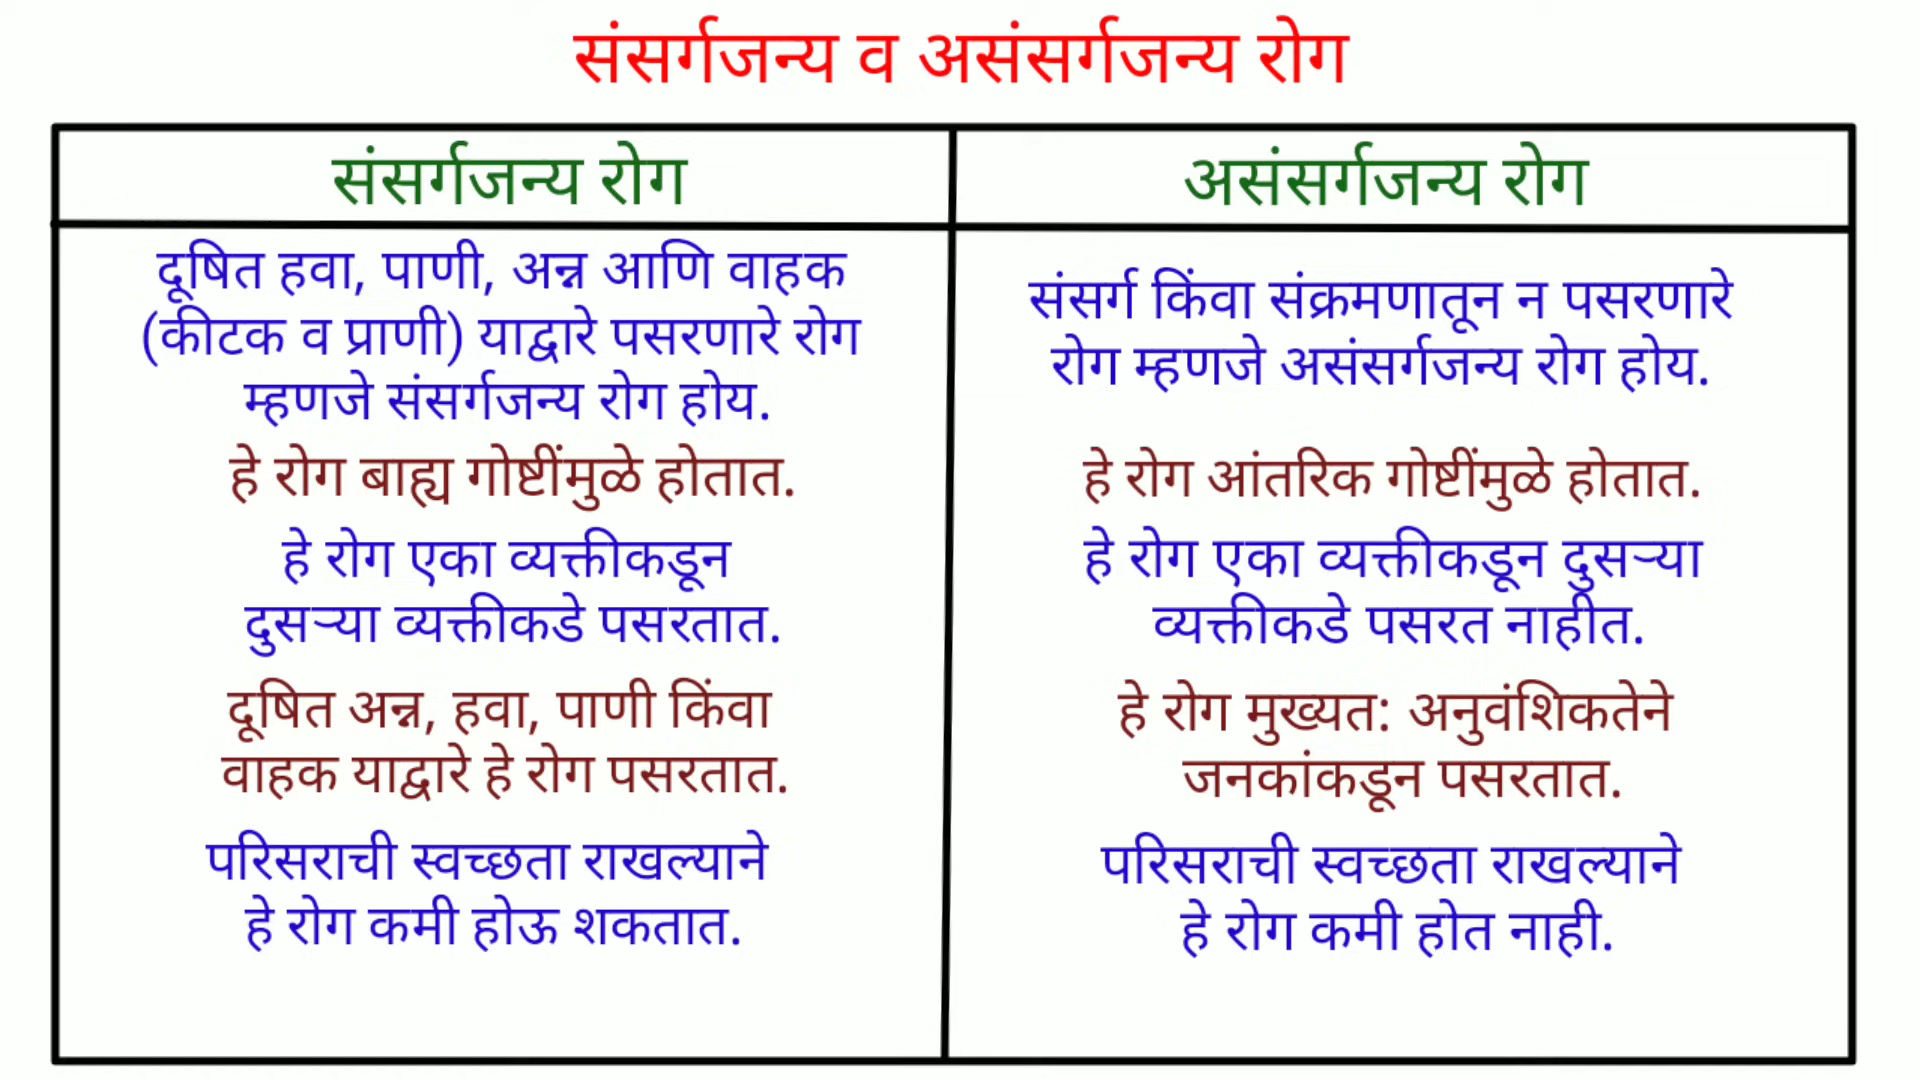 संसर्गजन्य व असंसर्गजन्य रोग
संसर्गजन्य रोग
दूषित हवा, पाणी, अन्न आणि वाहक
(कीटक व प्राणी) याद्वारे पसरणारे रोग
म्हणजे संसर्गजन्य रोग होय.
हे रोग बाह्य गोष्टींमुळे होतात.
हे रोग एका व्यक्तीकडून
दुसऱ्या व्यक्तीकडे पसरतात.
दूषित अन्न, हवा, पाणी किंवा
वाहक याद्वारे हे रोग पसरतात.
परिसराची स्वच्छता राखल्याने
हे रोग कमी होऊ शकतात.
असंसर्गजन्य रोग
संसर्ग किंवा संक्रमणातून न पसरणारे
रोग म्हणजे असंसर्गजन्य रोग होय.
हे रोग आंतरिक गोष्टींमुळे होतात.
हे रोग एका व्यक्तीकडून दुसऱ्या
व्यक्तीकडे पसरत नाहीत.
हे रोग मुख्यत: अनुवंशिकतेने
जनकांकडून पसरतात.
परिसराची स्वच्छता राखल्याने
हे रोग कमी होत नाही.